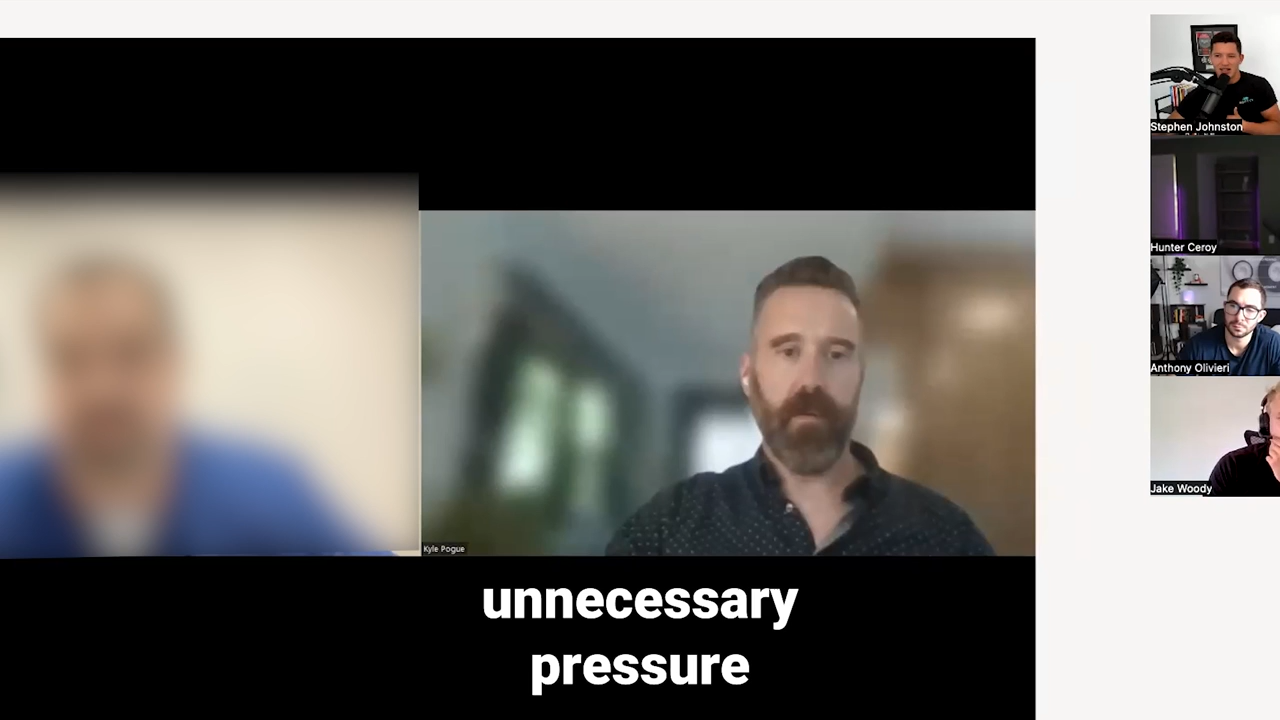 Stephen Johnston
Hunter Ceroy
Anthony Olivieri
Jake Woody
Kyle Pogue
unnecessary
pressure